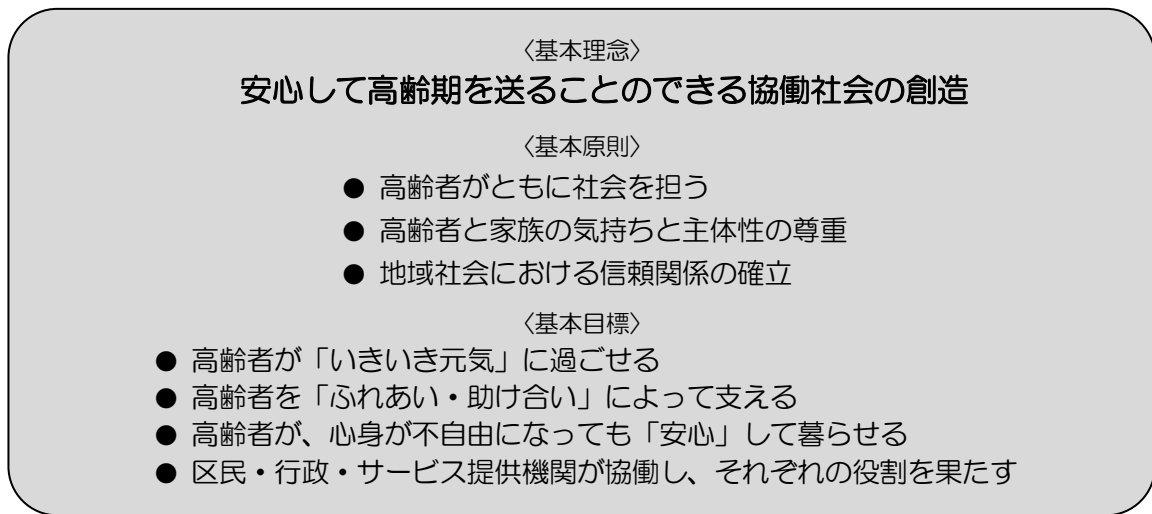 〈基本理念〉
安心して高齢期を送ることのできる協働社会の創造
〈基本原則〉
● 高齢者がともに社会を担う
● 高齢者と家族の気持ちと主体性の尊重
● 地域社会における信頼関係の確立
〈基本目標〉
● 高齢者が「いきいき元気」に過ごせる
● 高齢者を「ふれあい・助け合い」によって支える
● 高齢者が、心身が不自由になっても「安心」して暮らせる
● 区民・行政・サービス提供機関が協働し、それぞれの役割を果たす